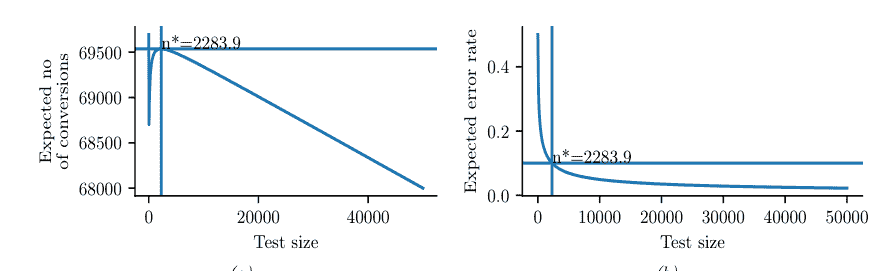 Expected no
of conversions
69500
69000
68500
68000
n*=2283.9
0
20000
40000
Test size
Expected error rate
0.4
0.2
0.0
n*=2283.9
0
10000
20000
30000
40000
50000
Test size